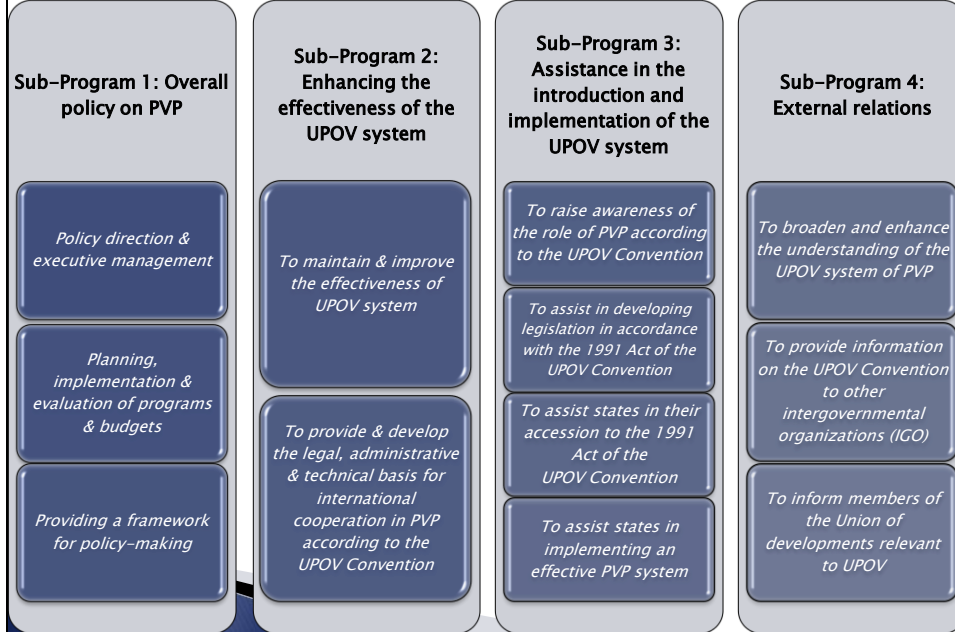 Sub-Program 1: Overall
policy on PVP
Policy direction &
executive management
Planning,
implementation &
evaluation of programs
& budgets
Providing a framework
for policy-making
Sub-Program 2:
Enhancing the
effectiveness of the
UPOV system
To maintain & improve
the effectiveness of
UPOV system
To provide & develop
the legal, administrative
& technical basis for
international
cooperation in PVP
according to the
UPOV Convention
Sub-Program 3:
Assistance in the
introduction and
implementation of the
UPOV system
To raise awareness of
the role of PVP according
to the UPOV Convention
To assist in developing
legislation in accordance
with the 1991 Act of the
UPOV Convention
To assist states in their
accession to the 1991
Act of the
UPOV Convention
To assist states in
implementing an
effective PVP system
Sub-Program 4:
External relations
To broaden and enhance
the understanding of the
UPOV system of PVP
To provide information
on the UPOV Convention
to other
intergovernmental
organizations (IGO)
To inform members of
the Union of
developments relevant
to UPOV